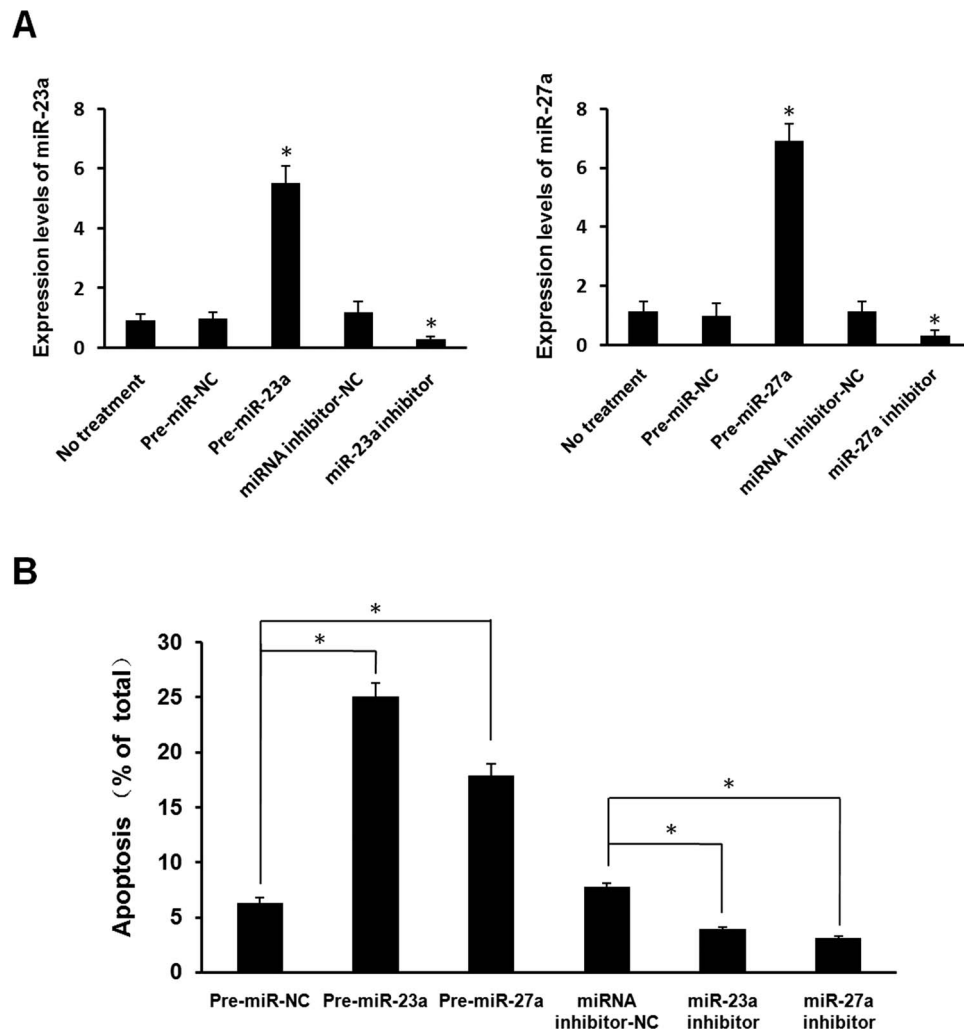 A
Expression levels of miR-23a
8
6
4
2
0
*
*
No treatment
Pre-miR-NC
Pre-miR-23a
miRNA inhibitor-NC
miR-23a inhibitor
Expression levels of miR-27a
8
6
4
2
0
*
*
No treatment
Pre-miR-NC
Pre-miR-27a
miRNA inhibitor-NC
miR-27a inhibitor
B
Apoptosis (% of total)
30
25
20
15
10
5
0
*
*
*
*
Pre-miR-NC
Pre-miR-23a
Pre-miR-27a
miRNA
inhibitor-NC
miR-23a
inhibitor
miR-27a
inhibitor